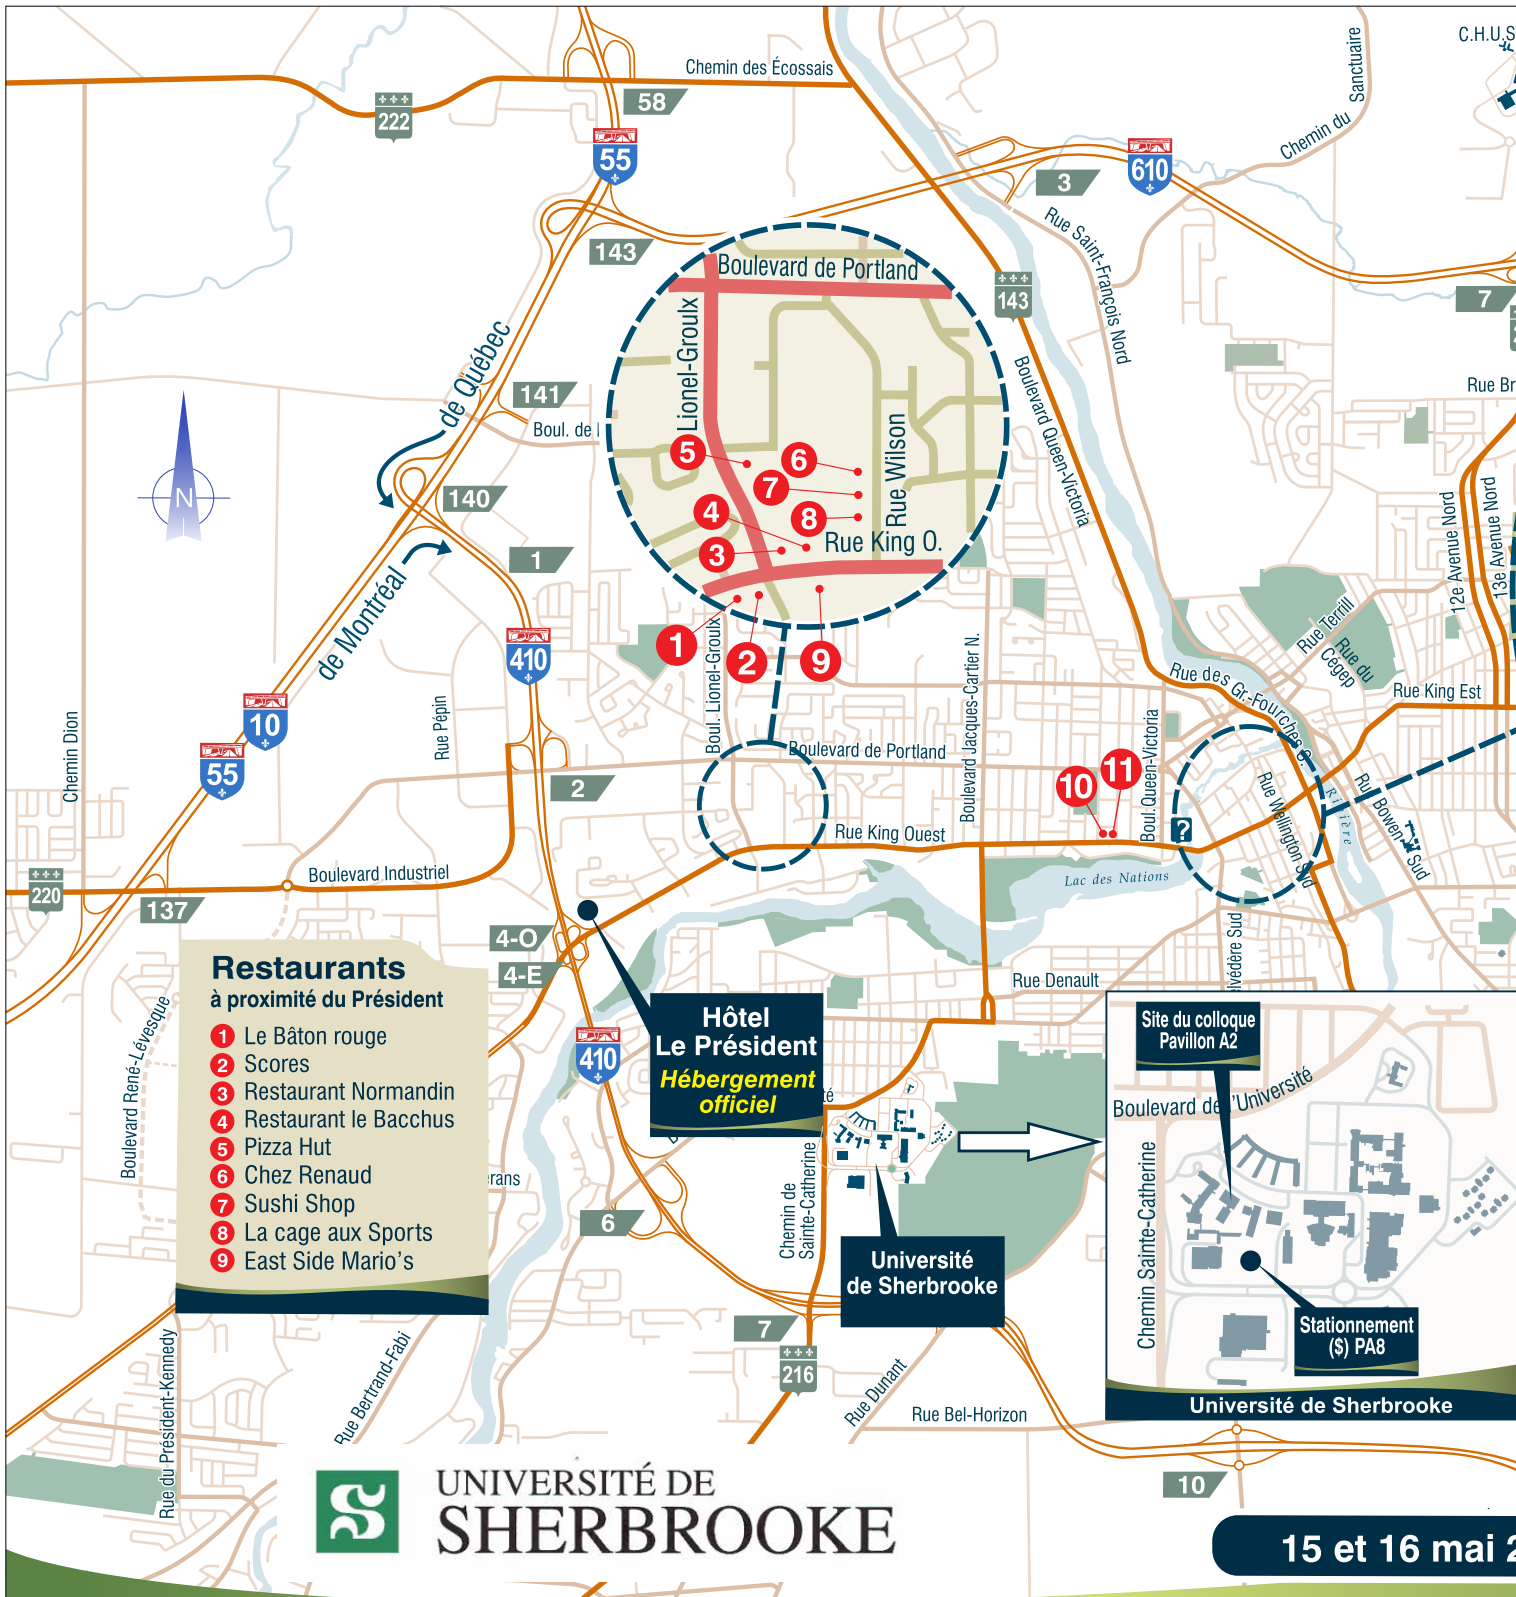 C.H.U.S
Chemin des Écossais
58
222
55
610
Chemin du
Sanctuaire
3
143
Rue Saint-François Nord
7
143
Boulevard de Portland
Lionel-Groulx
Rue Wilson
Rue King O.
5
6
7
4
8
3
1
2
9
de Québec
141
Boul. de
140
N
de Montréal
1
410
Boulevard Queen-Victoria
Rue Br
12e Avenue Nord
13e Avenue Nord
Rue Terrill
Rue du
Cégep
Rue King Est
Rue des Gr.-Fourches S.
10
55
Chemin Dion
Rue Pépin
Boul. Lionel-Groulx
Boulevard de Portland
Boulevard Jacques-Cartier N.
Boul. Queen-Victoria
10
11
2
Rue King Ouest
?
Rue Wellington Sud
Rivière
Rue Bowen Sud
Boulevard Industriel
220
137
Lac des Nations
4-O
4-E
Rue Denault
elvédère Sud
Boulevard René-Lévesque
Restaurants
à proximité du Président
1 Le Bâton rouge
2 Scores
3 Restaurant Normandin
4 Restaurant le Bacchus
5 Pizza Hut
6 Chez Renaud
7 Sushi Shop
8 La cage aux Sports
9 East Side Mario's
Hôtel
Le Président
Hébergement
officiel
410
té
erans
6
Chemin de
Sainte-Catherine
Université
de Sherbrooke
7
216
Site du colloque
Pavillon A2
Boulevard de l'Université
Chemin Sainte-Catherine
Stationnement
($) PA8
Université de Sherbrooke
Rue du Président-Kennedy
Rue Bertrand-Fabi
Rue Dunant
Rue Bel-Horizon
10
UNIVERSITÉ DE
SHERBROOKE
15 et 16 mai 2